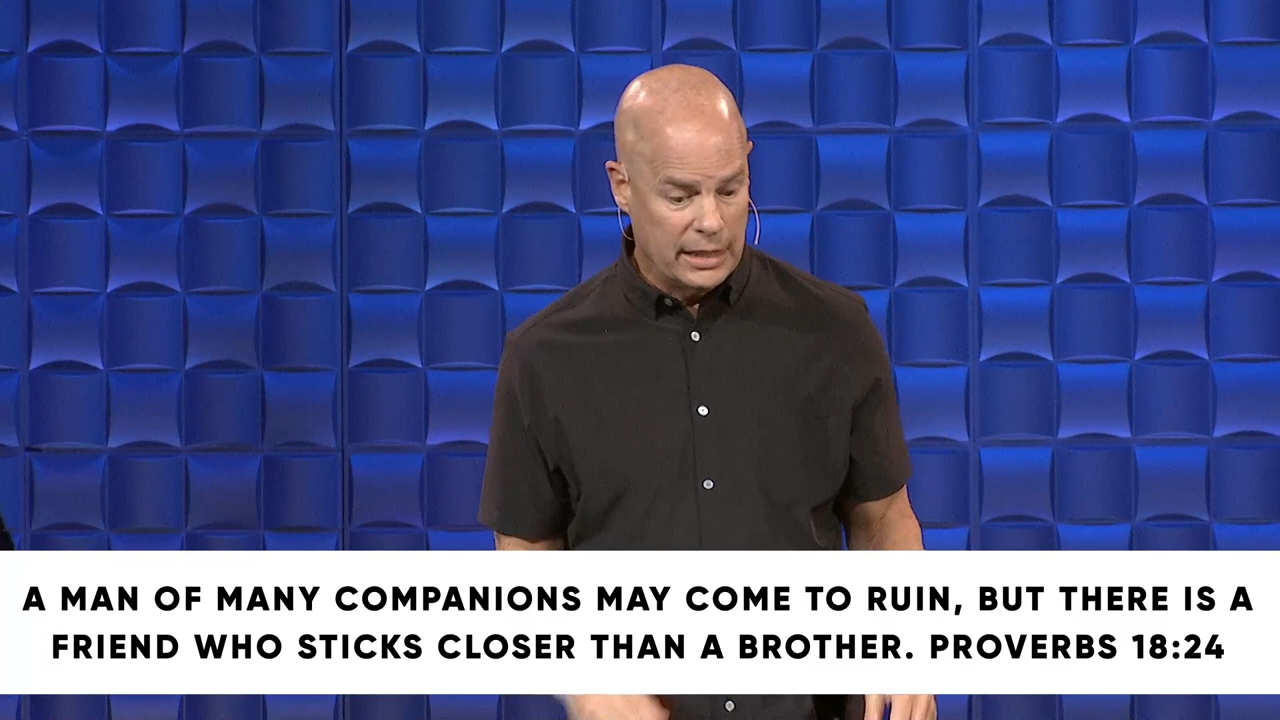 A MAN OF MANY COMPANIONS MAY COME TO RUIN, BUT THERE IS A
FRIEND WHO STICKS CLOSER THAN A BROTHER. PROVERBS 18:24